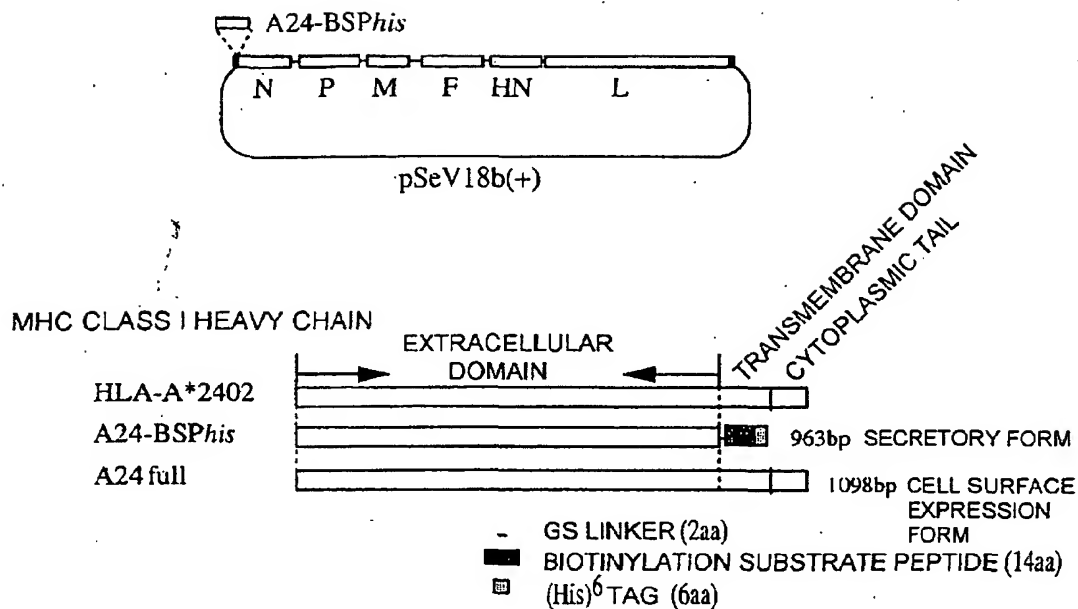 A24-BSPhis
N P M F HN L
pSeV18b(+)
TRANSMEMBRANE DOMAIN
CYTOPLASMIC TAIL
MHC CLASS I HEAVY CHAIN
EXTRACELLULAR
DOMAIN
HLA-A*2402
A24-BSPhis
963bp SECRETORY FORM
A24 full
1098bp CELL SURFACE
EXPRESSION
FORM
- GS LINKER (2aa)
BIOTINYLATION SUBSTRATE PEPTIDE (14aa)
(His)⁶ TAG (6aa)